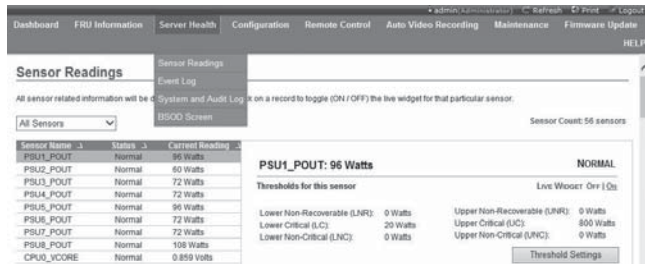 admin(Administrator) Refresh Print Logout
Dashboard FRU Information Server Health Configuration Remote Control Auto Video Recording Maintenance Firmware Update
HELP
Sensor Readings
Event Log
System and Audit Log
BSOD Screen
Sensor Readings
All sensor related information will be d k on a record to toggle (ON / OFF) the live widget for that particular sensor.
All Sensors
Sensor Count: 56 sensors
Sensor Name Status Current Reading
PSU1_POUT Normal 96 Watts
PSU2_POUT Normal 60 Watts
PSU3_POUT Normal 72 Watts
PSU4_POUT Normal 72 Watts
PSU5_POUT Normal 96 Watts
PSU6_POUT Normal 72 Watts
PSU7_POUT Normal 72 Watts
PSU8_POUT Normal 108 Watts
CPU0_VCORE Normal 0.859 Volts
PSU1_POUT: 96 Watts NORMAL
Thresholds for this sensor Live Widget Off | On
Lower Non-Recoverable (LNR): 0 Watts Upper Non-Recoverable (UNR): 0 Watts
Lower Critical (LC): 20 Watts Upper Critical (UC): 800 Watts
Lower Non-Critical (LNC): 0 Watts Upper Non-Critical (UNC): 0 Watts
Threshold Settings